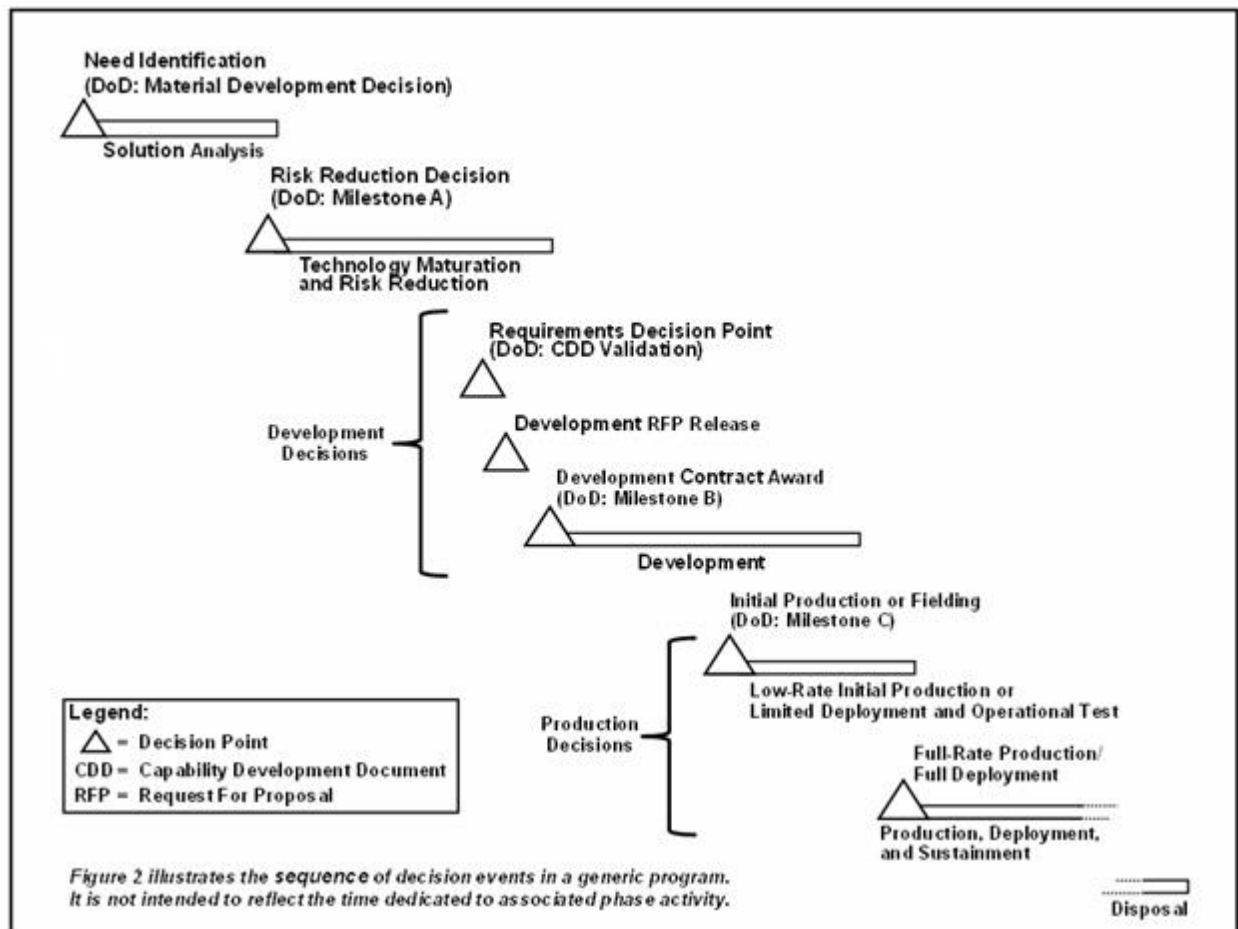 Need Identification
(DoD: Material Development Decision)
Solution Analysis
Risk Reduction Decision
(DoD: Milestone A)
Technology Maturation
and Risk Reduction
Requirements Decision Point
(DoD: CDD Validation)
Development
Decisions
Development RFP Release
Development Contract Award
(DoD: Milestone B)
Development
Initial Production or Fielding
(DoD: Milestone C)
Low-Rate Initial Production or
Limited Deployment and Operational Test
Production
Decisions
Full-Rate Production/
Full Deployment
Production, Deployment,
and Sustainment
Disposal
Legend:
= Decision Point
CDD = Capability Development Document
RFP = Request For Proposal
Figure 2 illustrates the sequence of decision events in a generic program.
It is not intended to reflect the time dedicated to associated phase activity.